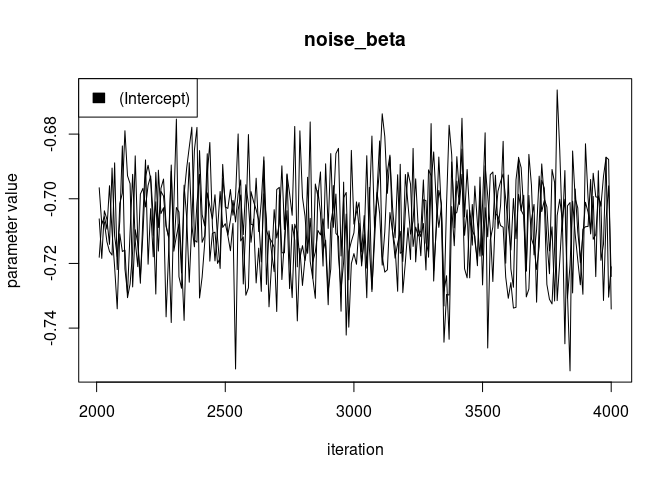 noise_beta
(Intercept)
parameter value
-0.68
-0.70
-0.72
-0.74
2000 2500 3000 3500 4000
iteration